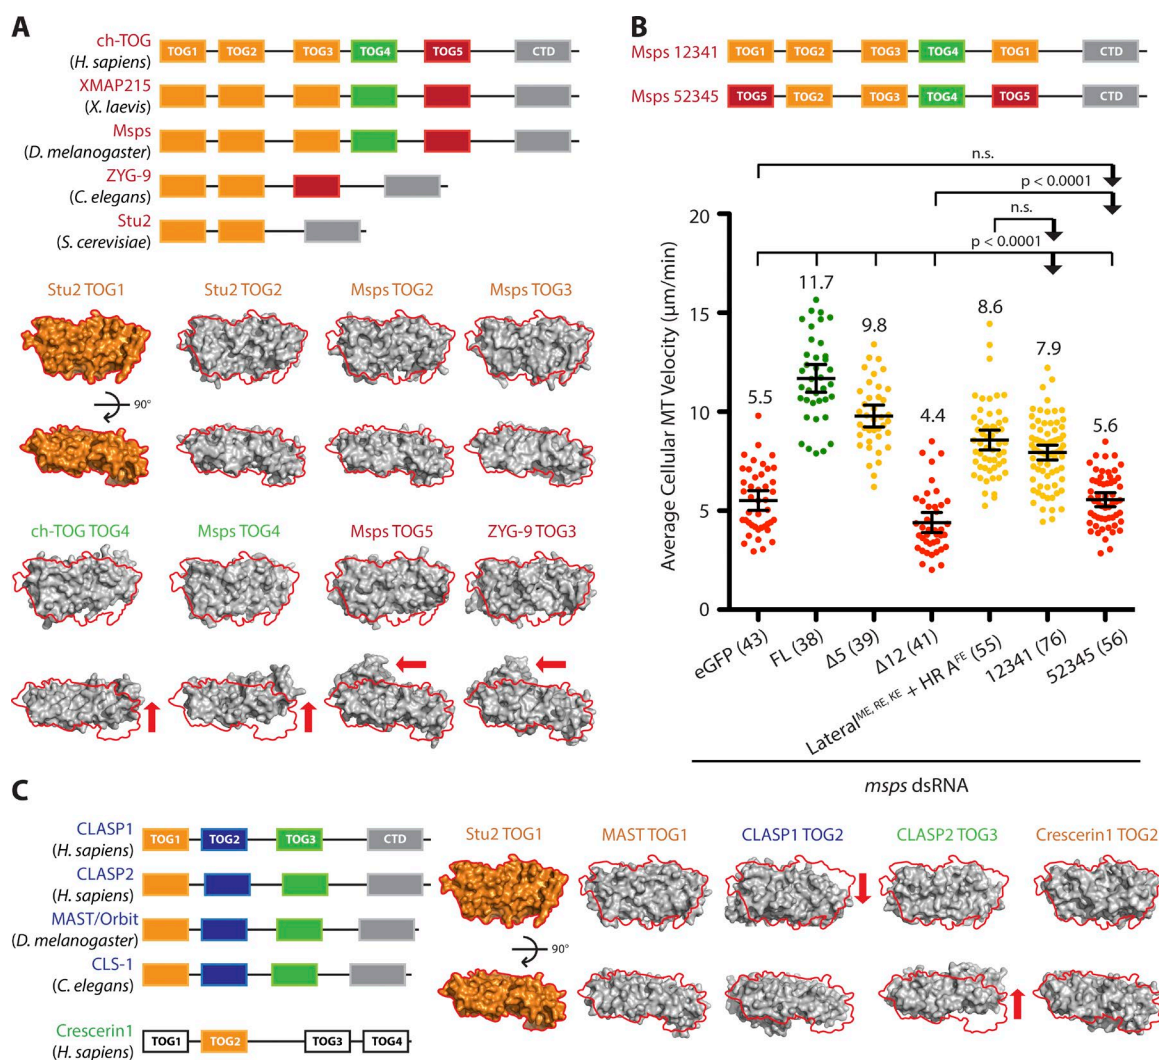 A
ch-TOG
(H. sapiens)
TOG1 TOG2 TOG3 TOG4 TOG5 CTD
XMAP215
(X. laevis)
Msps
(D. melanogaster)
ZYG-9
(C. elegans)
Stu2
(S. cerevisiae)
Stu2 TOG1 Stu2 TOG2 Msps TOG2 Msps TOG3
90°
ch-TOG TOG4 Msps TOG4 Msps TOG5 ZYG-9 TOG3
B
Msps 12341 TOG1 TOG2 TOG3 TOG4 TOG1 CTD
Msps 52345 TOG5 TOG2 TOG3 TOG4 TOG5 CTD
n.s.
p < 0.0001
n.s.
p < 0.0001
Average Cellular MT Velocity (µm/min)
20
15
10
5
0
5.5
11.7
9.8
4.4
8.6
7.9
5.6
eGFP (43)
FL (38)
Δ5 (39)
Δ12 (41)
Lateral^ME, RE, KE + HR A^FE (55)
12341 (76)
52345 (56)
msps dsRNA
C
CLASP1
(H. sapiens)
TOG1 TOG2 TOG3 CTD
CLASP2
(H. sapiens)
MAST/Orbit
(D. melanogaster)
CLS-1
(C. elegans)
Crescerin1
(H. sapiens)
TOG1 TOG2 TOG3 TOG4
Stu2 TOG1 MAST TOG1 CLASP1 TOG2 CLASP2 TOG3 Crescerin1 TOG2
90°